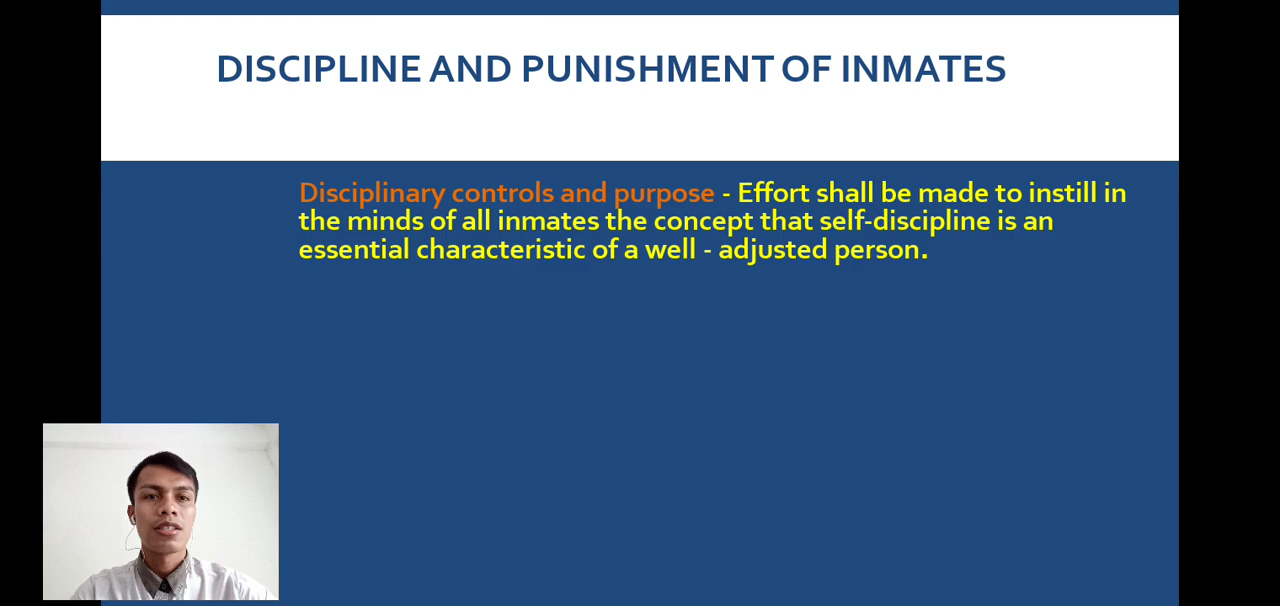 DISCIPLINE AND PUNISHMENT OF INMATES
Disciplinary controls and purpose - Effort shall be made to instill in
the minds of all inmates the concept that self-discipline is an
essential characteristic of a well - adjusted person.